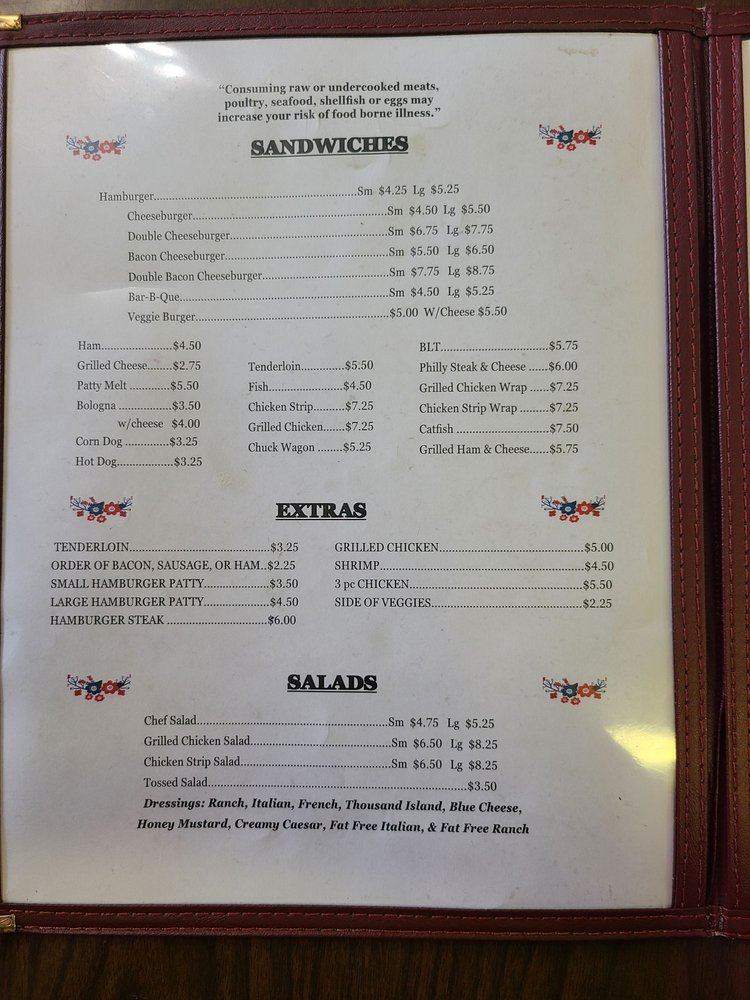 “Consuming raw or undercooked meats,
poultry, seafood, shellfish or eggs may
increase your risk of food borne illness.”
SANDWICHES
Hamburger..........................................................Sm $4.25 Lg $5.25
Cheeseburger........................................................Sm $4.50 Lg $5.50
Double Cheeseburger.............................................Sm $6.75 Lg $7.75
Bacon Cheeseburger...............................................Sm $5.50 Lg $6.50
Double Bacon Cheeseburger....................................Sm $7.75 Lg $8.75
Bar-B-Que............................................................Sm $4.50 Lg $5.25
Veggie Burger........................................................$5.00 W/Cheese $5.50
Ham......................$4.50
Grilled Cheese........$2.75
Patty Melt .............$5.50
Bologna .................$3.50
w/cheese $4.00
Corn Dog ..............$3.25
Hot Dog.................$3.25
Tenderloin.............$5.50
Fish.......................$4.50
Chicken Strip.........$7.25
Grilled Chicken......$7.25
Chuck Wagon ........$5.25
BLT...............................$5.75
Philly Steak & Cheese ......$6.00
Grilled Chicken Wrap ......$7.25
Chicken Strip Wrap .........$7.25
Catfish ...........................$7.50
Grilled Ham & Cheese......$5.75
EXTRAS
TENDERLOIN..........................................$3.25
ORDER OF BACON, SAUSAGE, OR HAM..$2.25
SMALL HAMBURGER PATTY...................$3.50
LARGE HAMBURGER PATTY...................$4.50
HAMBURGER STEAK ..............................$6.00
GRILLED CHICKEN...........................................$5.00
SHRIMP.............................................................$4.50
3 pc CHICKEN....................................................$5.50
SIDE OF VEGGIES..............................................$2.25
SALADS
Chef Salad........................................................Sm $4.75 Lg $5.25
Grilled Chicken Salad.........................................Sm $6.50 Lg $8.25
Chicken Strip Salad............................................Sm $6.50 Lg $8.25
Tossed Salad.............................................................................$3.50
Dressings: Ranch, Italian, French, Thousand Island, Blue Cheese,
Honey Mustard, Creamy Caesar, Fat Free Italian, & Fat Free Ranch